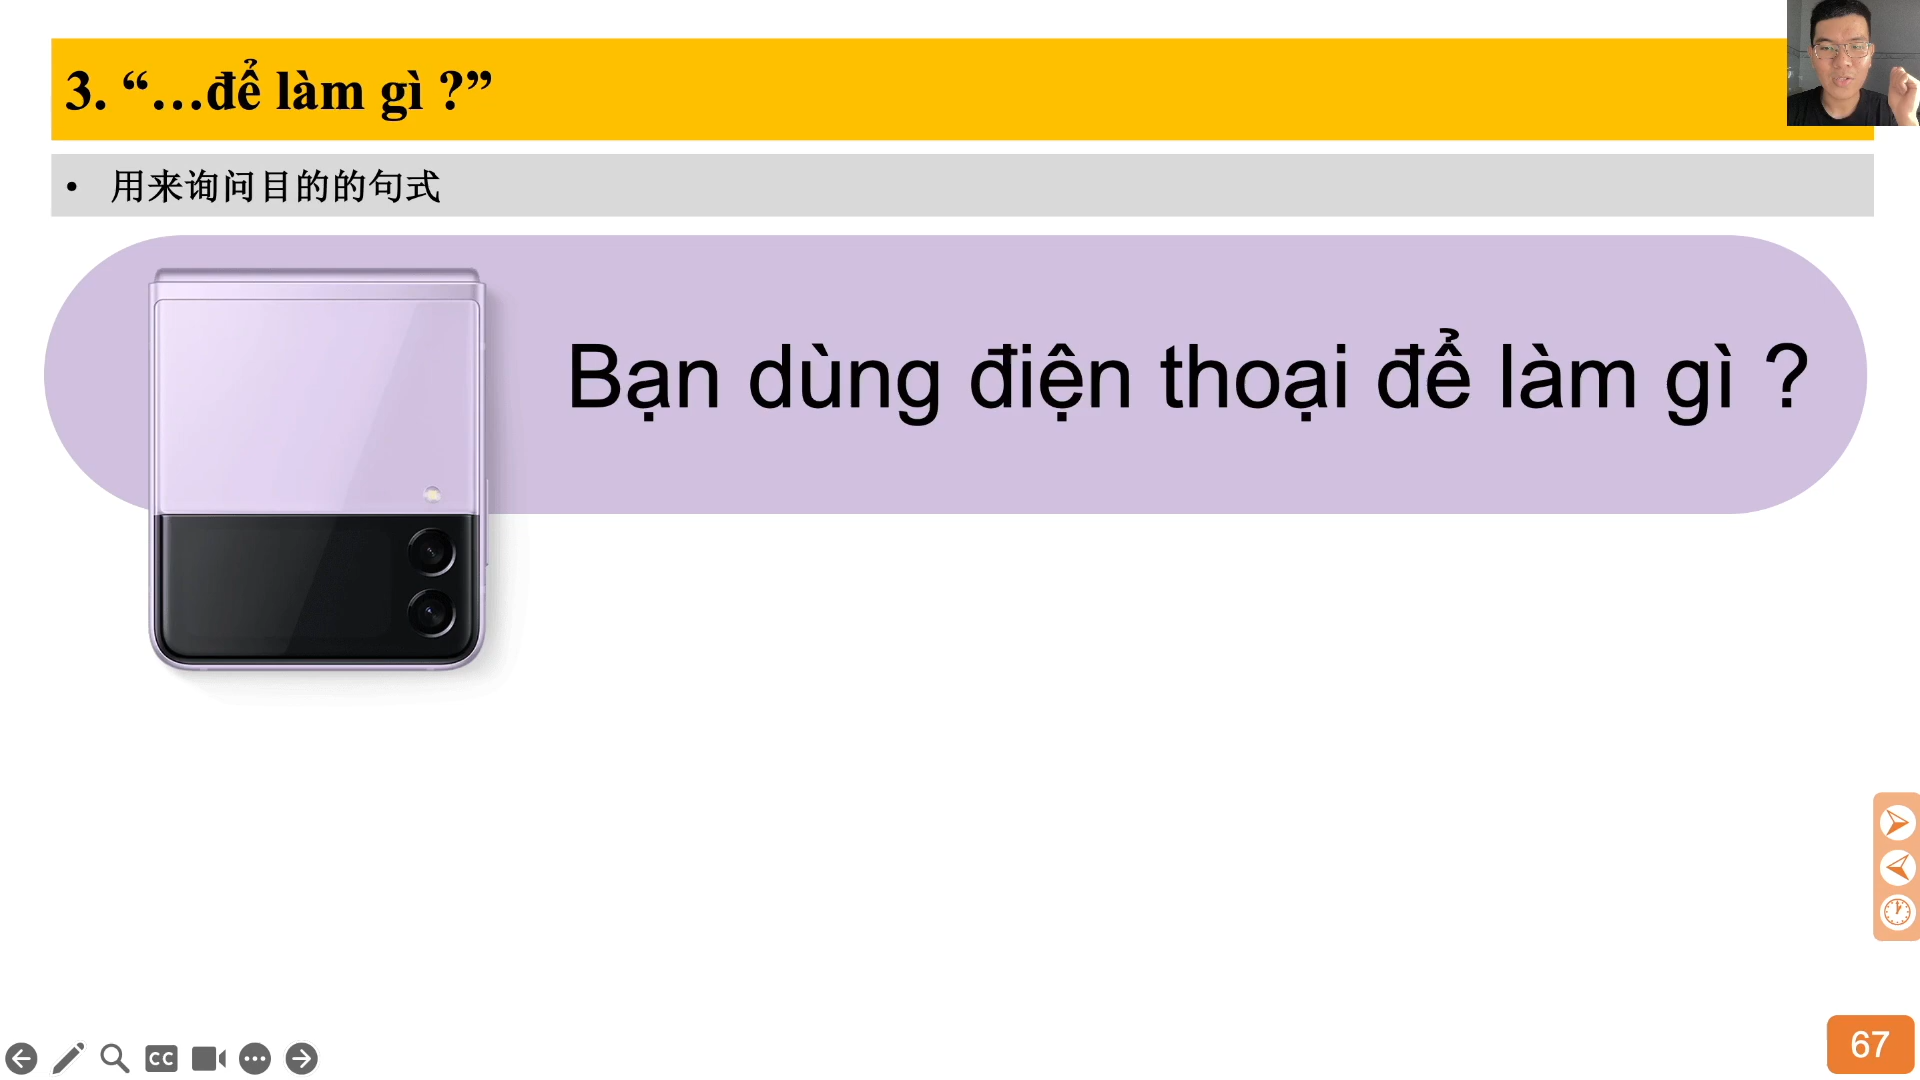 3. “…để làm gì ?”
• 用来询问目的的句式
Bạn dùng điện thoại để làm gì ?
CC
67